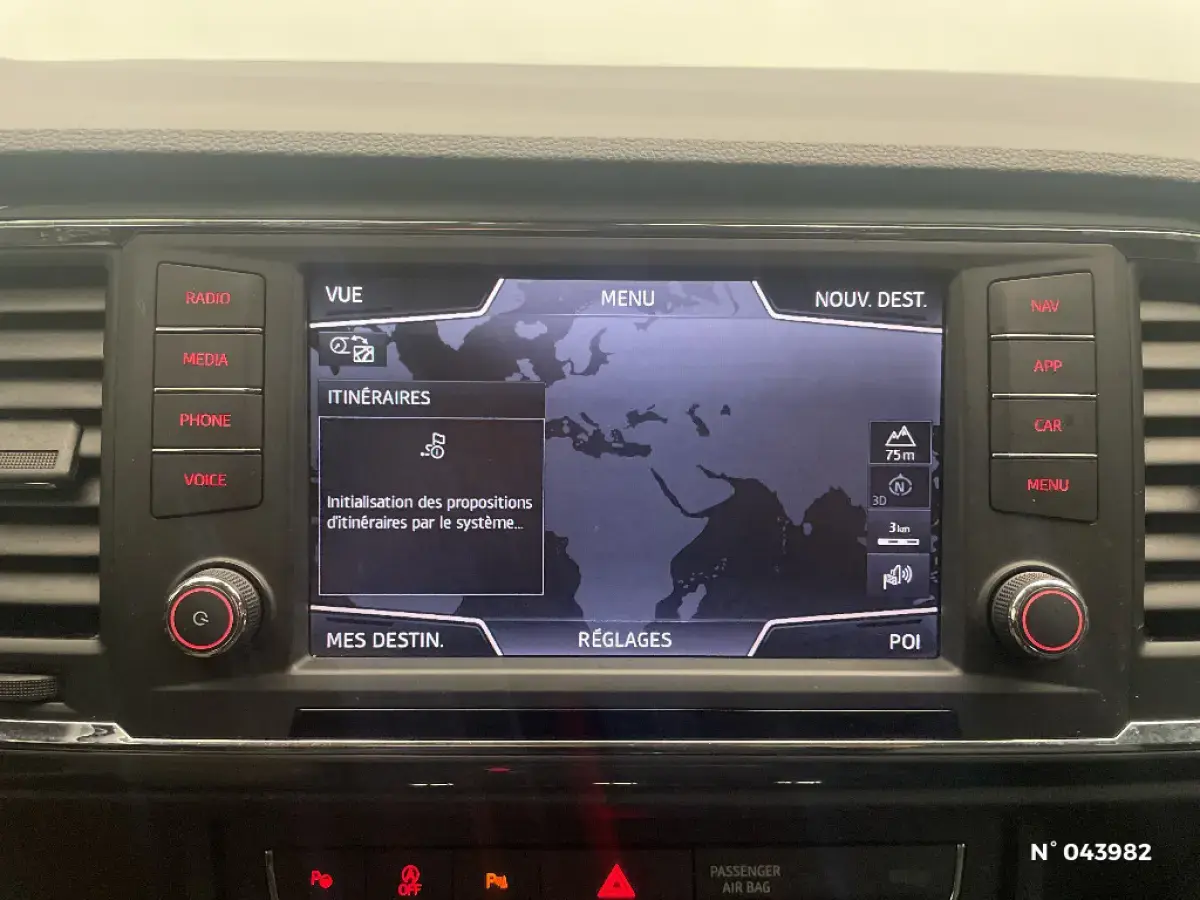 RADIO
MEDIA
PHONE
VOICE
VUE
MENU
NOUV. DEST.
ITINÉRAIRES
Initialisation des propositions
d'itinéraires par le système...
75m
N
3D
3km
MES DESTIN.
RÉGLAGES
POI
NAV
APP
CAR
MENU
P
A
OFF
P
PASSENGER
AIR BAG
N° 043982